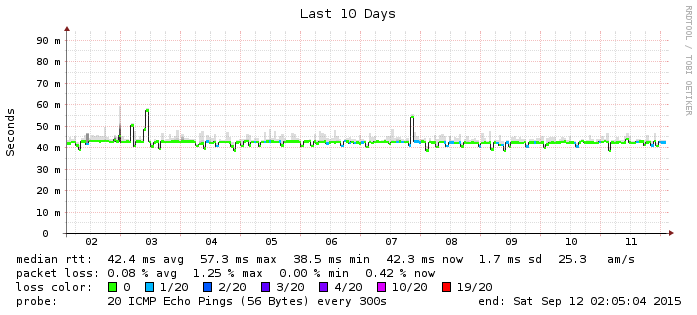 Last 10 Days
RRDTOOL / TOBI OETIKER
Seconds
90 m
80 m
70 m
60 m
50 m
40 m
30 m
20 m
10 m
0
02 03 04 05 06 07 08 09 10 11
median rtt: 42.4 ms avg 57.3 ms max 38.5 ms min 42.3 ms now 1.7 ms sd 25.3 am/s
packet loss: 0.08 % avg 1.25 % max 0.00 % min 0.42 % now
loss color: 0 1/20 2/20 3/20 4/20 10/20 19/20
probe: 20 ICMP Echo Pings (56 Bytes) every 300s end: Sat Sep 12 02:05:04 2015